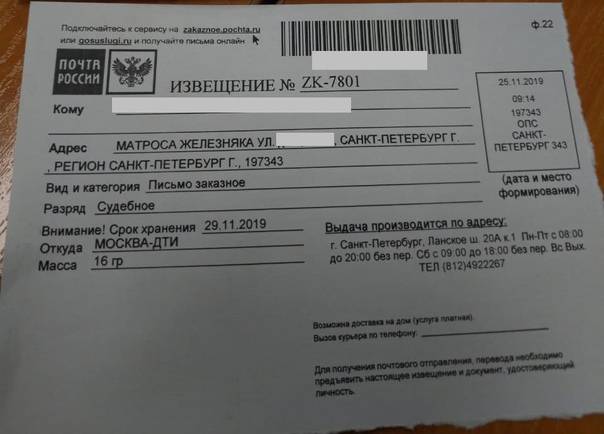 Подключайтесь к сервису на zakaznoe.pochta.ru
или gosuslugi.ru и получайте письма онлайн
ф.22
ПОЧТА
РОССИИ
ИЗВЕЩЕНИЕ № ZK-7801
25.11.2019
09:14
197343
ОПС
САНКТ-
ПЕТЕРБУРГ 343
(дата и место
формирования)
Кому
Адрес МАТРОСА ЖЕЛЕЗНЯКА УЛ. , САНКТ-ПЕТЕРБУРГ Г.
, РЕГИОН САНКТ-ПЕТЕРБУРГ Г., 197343
Вид и категория Письмо заказное
Разряд Судебное
Внимание! Срок хранения 29.11.2019
Откуда МОСКВА-ДТИ
Масса 16 гр
Выдача производится по адресу:
г. Санкт-Петербург, Ланское ш. 20А к.1 Пн-Пт с 08:00
до 20:00 без пер. Сб с 09:00 до 18:00 без пер. Вс Вых.
ТЕЛ (812)4922267
Возможна доставка на дом (услуга платная).
Вызов курьера по телефону:
Для получения почтового отправления, перевода необходимо
предъявить настоящее извещение и документ, удостоверяющий
личность.